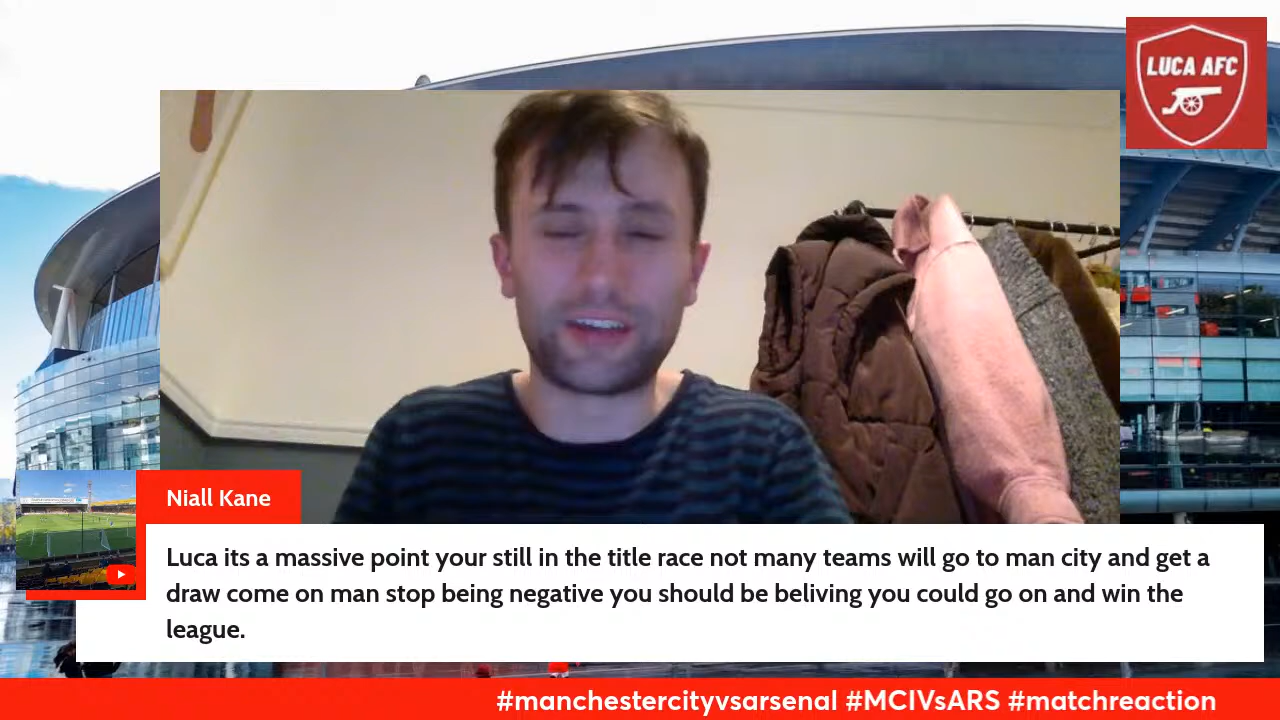 LUCA AFC
Niall Kane
Luca its a massive point your still in the title race not many teams will go to man city and get a
draw come on man stop being negative you should be beliving you could go on and win the
league.
#manchestercityvsarsenal #MCIVsARS #matchreaction